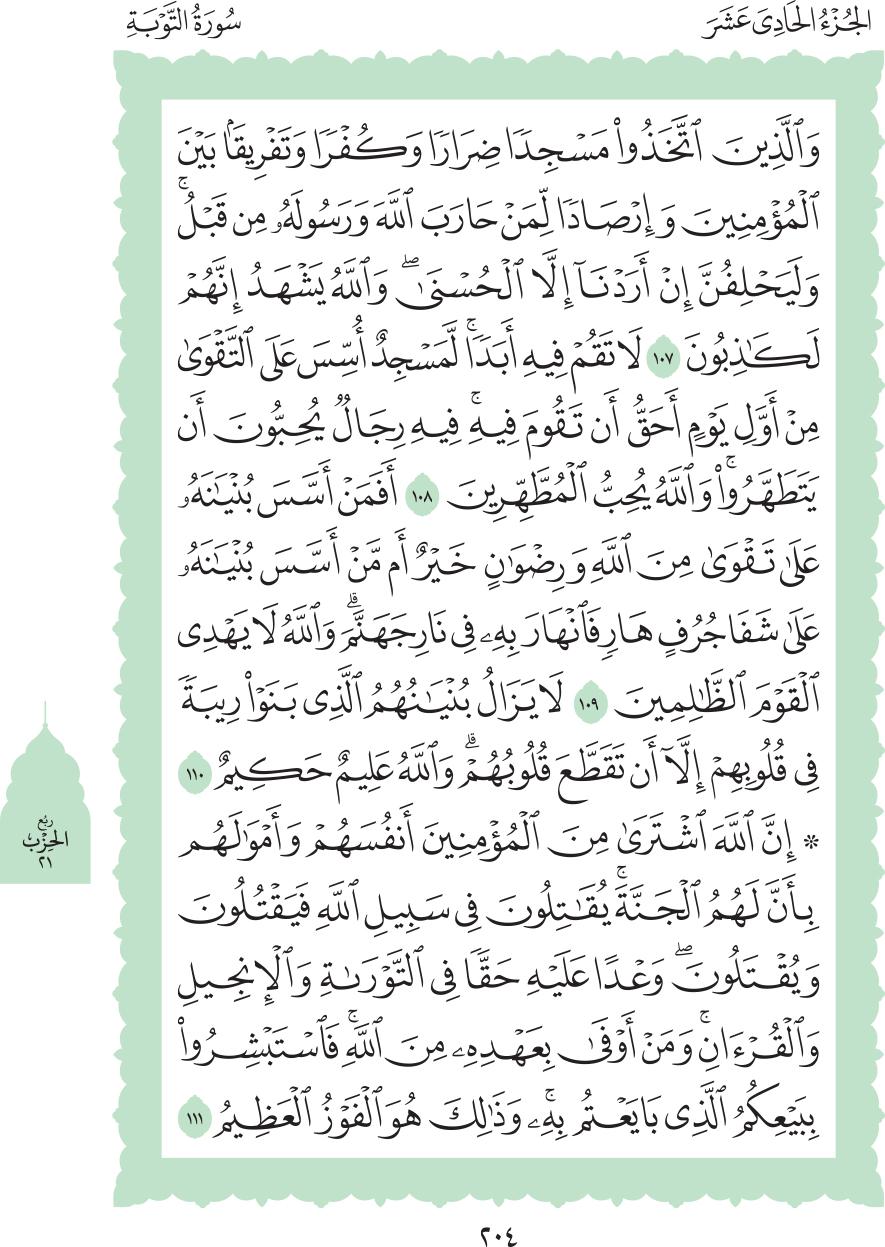 الجُزْءُ الحَادِىَ عَشَرَ
سُورَةُ التَّوْبَةِ
وَٱلَّذِينَ ٱتَّخَذُوا۟ مَسْجِدًا ضِرَارًا وَكُفْرًا وَتَفْرِيقًۢا بَيْنَ
ٱلْمُؤْمِنِينَ وَإِرْصَادًا لِّمَنْ حَارَبَ ٱللَّهَ وَرَسُولَهُۥ مِن قَبْلُ ۚ
وَلَيَحْلِفُنَّ إِنْ أَرَدْنَآ إِلَّا ٱلْحُسْنَىٰ ۖ وَٱللَّهُ يَشْهَدُ إِنَّهُمْ
لَكَـٰذِبُونَ ١٠٧ لَا تَقُمْ فِيهِ أَبَدًا ۚ لَّمَسْجِدٌ أُسِّسَ عَلَى ٱلتَّقْوَىٰ
مِنْ أَوَّلِ يَوْمٍ أَحَقُّ أَن تَقُومَ فِيهِ ۚ فِيهِ رِجَالٌ يُحِبُّونَ أَن
يَتَطَهَّرُوا۟ ۚ وَٱللَّهُ يُحِبُّ ٱلْمُطَّهِّرِينَ ١٠٨ أَفَمَنْ أَسَّسَ بُنْيَـٰنَهُۥ
عَلَىٰ تَقْوَىٰ مِنَ ٱللَّهِ وَرِضْوَٰنٍ خَيْرٌ أَم مَّنْ أَسَّسَ بُنْيَـٰنَهُۥ
عَلَىٰ شَفَا جُرُفٍ هَارٍ فَٱنْهَارَ بِهِۦ فِى نَارِ جَهَنَّمَ ۗ وَٱللَّهُ لَا يَهْدِى
ٱلْقَوْمَ ٱلظَّـٰلِمِينَ ١٠٩ لَا يَزَالُ بُنْيَـٰنُهُمُ ٱلَّذِى بَنَوْا۟ رِيبَةً
فِى قُلُوبِهِمْ إِلَّآ أَن تَقَطَّعَ قُلُوبُهُمْ ۗ وَٱللَّهُ عَلِيمٌ حَكِيمٌ ١١٠
۞ إِنَّ ٱللَّهَ ٱشْتَرَىٰ مِنَ ٱلْمُؤْمِنِينَ أَنفُسَهُمْ وَأَمْوَٰلَهُم
بِأَنَّ لَهُمُ ٱلْجَنَّةَ ۚ يُقَـٰتِلُونَ فِى سَبِيلِ ٱللَّهِ فَيَقْتُلُونَ
وَيُقْتَلُونَ ۖ وَعْدًا عَلَيْهِ حَقًّا فِى ٱلتَّوْرَىٰةِ وَٱلْإِنجِيلِ
وَٱلْقُرْءَانِ ۚ وَمَنْ أَوْفَىٰ بِعَهْدِهِۦ مِنَ ٱللَّهِ ۚ فَٱسْتَبْشِرُوا۟
بِبَيْعِكُمُ ٱلَّذِى بَايَعْتُم بِهِۦ ۚ وَذَٰلِكَ هُوَ ٱلْفَوْزُ ٱلْعَظِيمُ ١١١
رُبْع
الحِزْب
٢١
٢٠٤